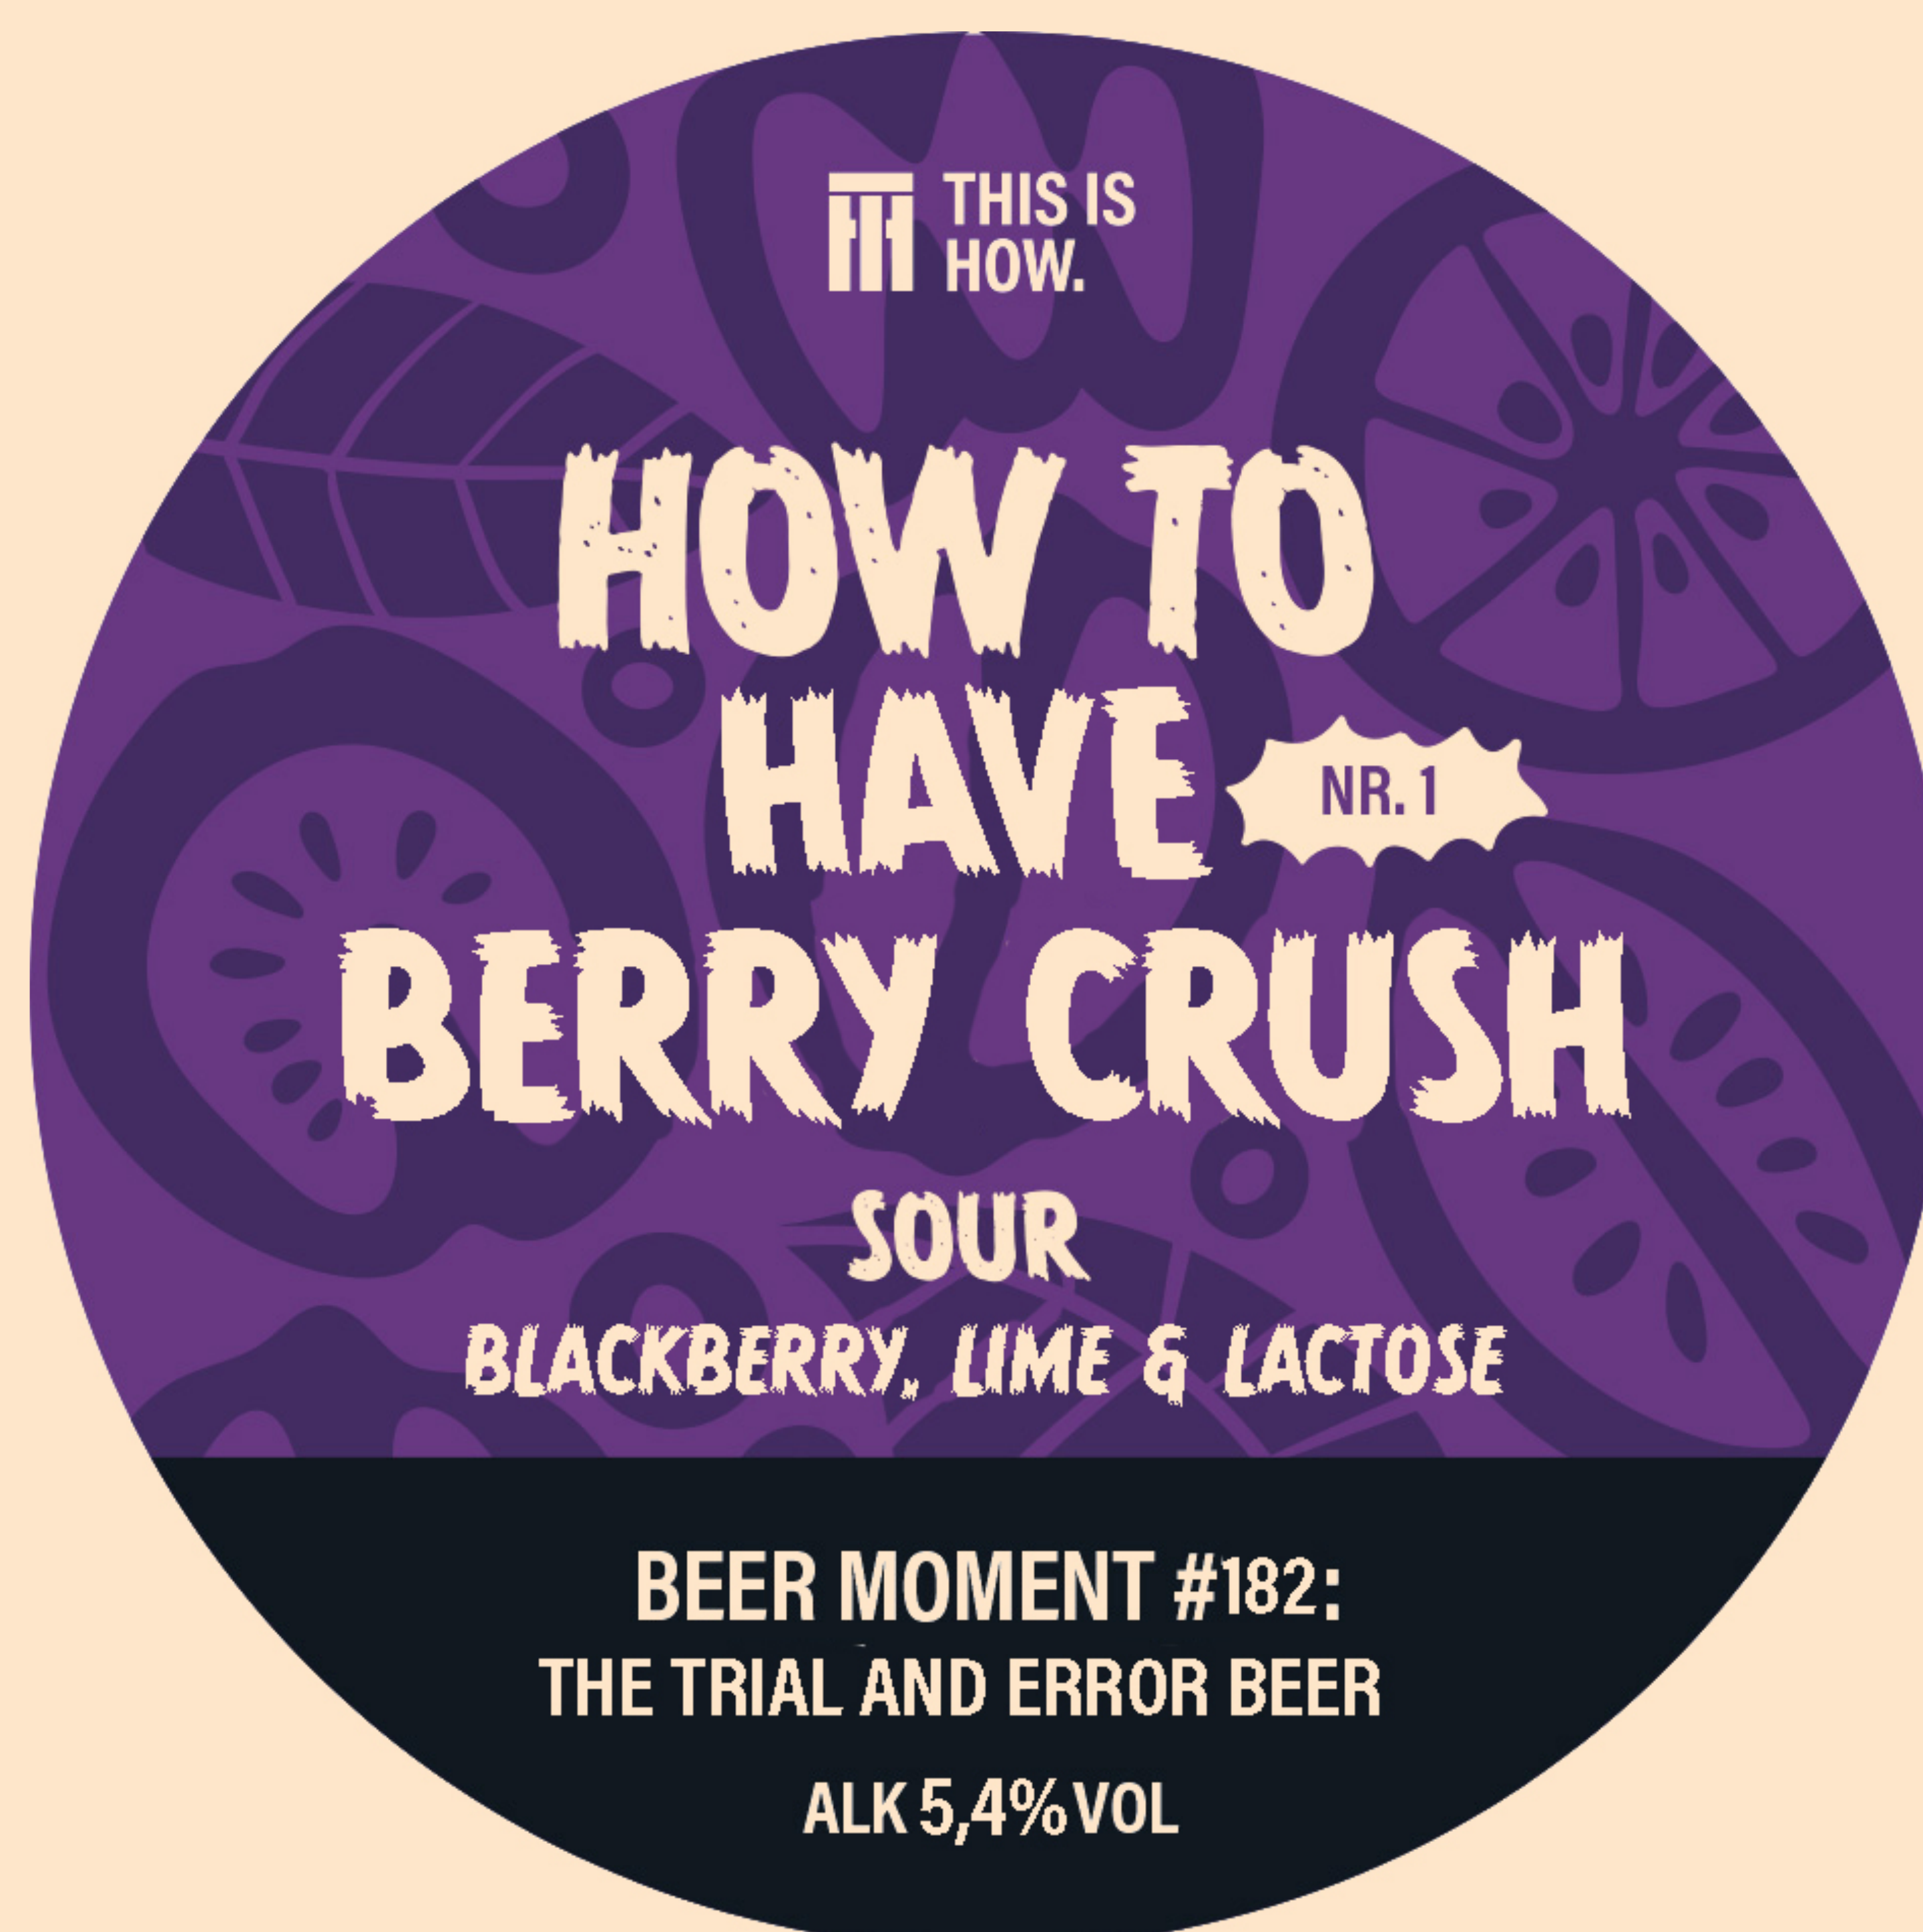 THIS IS
HOW.
HOW TO
HAVE
NR. 1
BERRY CRUSH
SOUR
BLACKBERRY, LIME & LACTOSE
BEER MOMENT #182:
THE TRIAL AND ERROR BEER
ALK 5,4% VOL